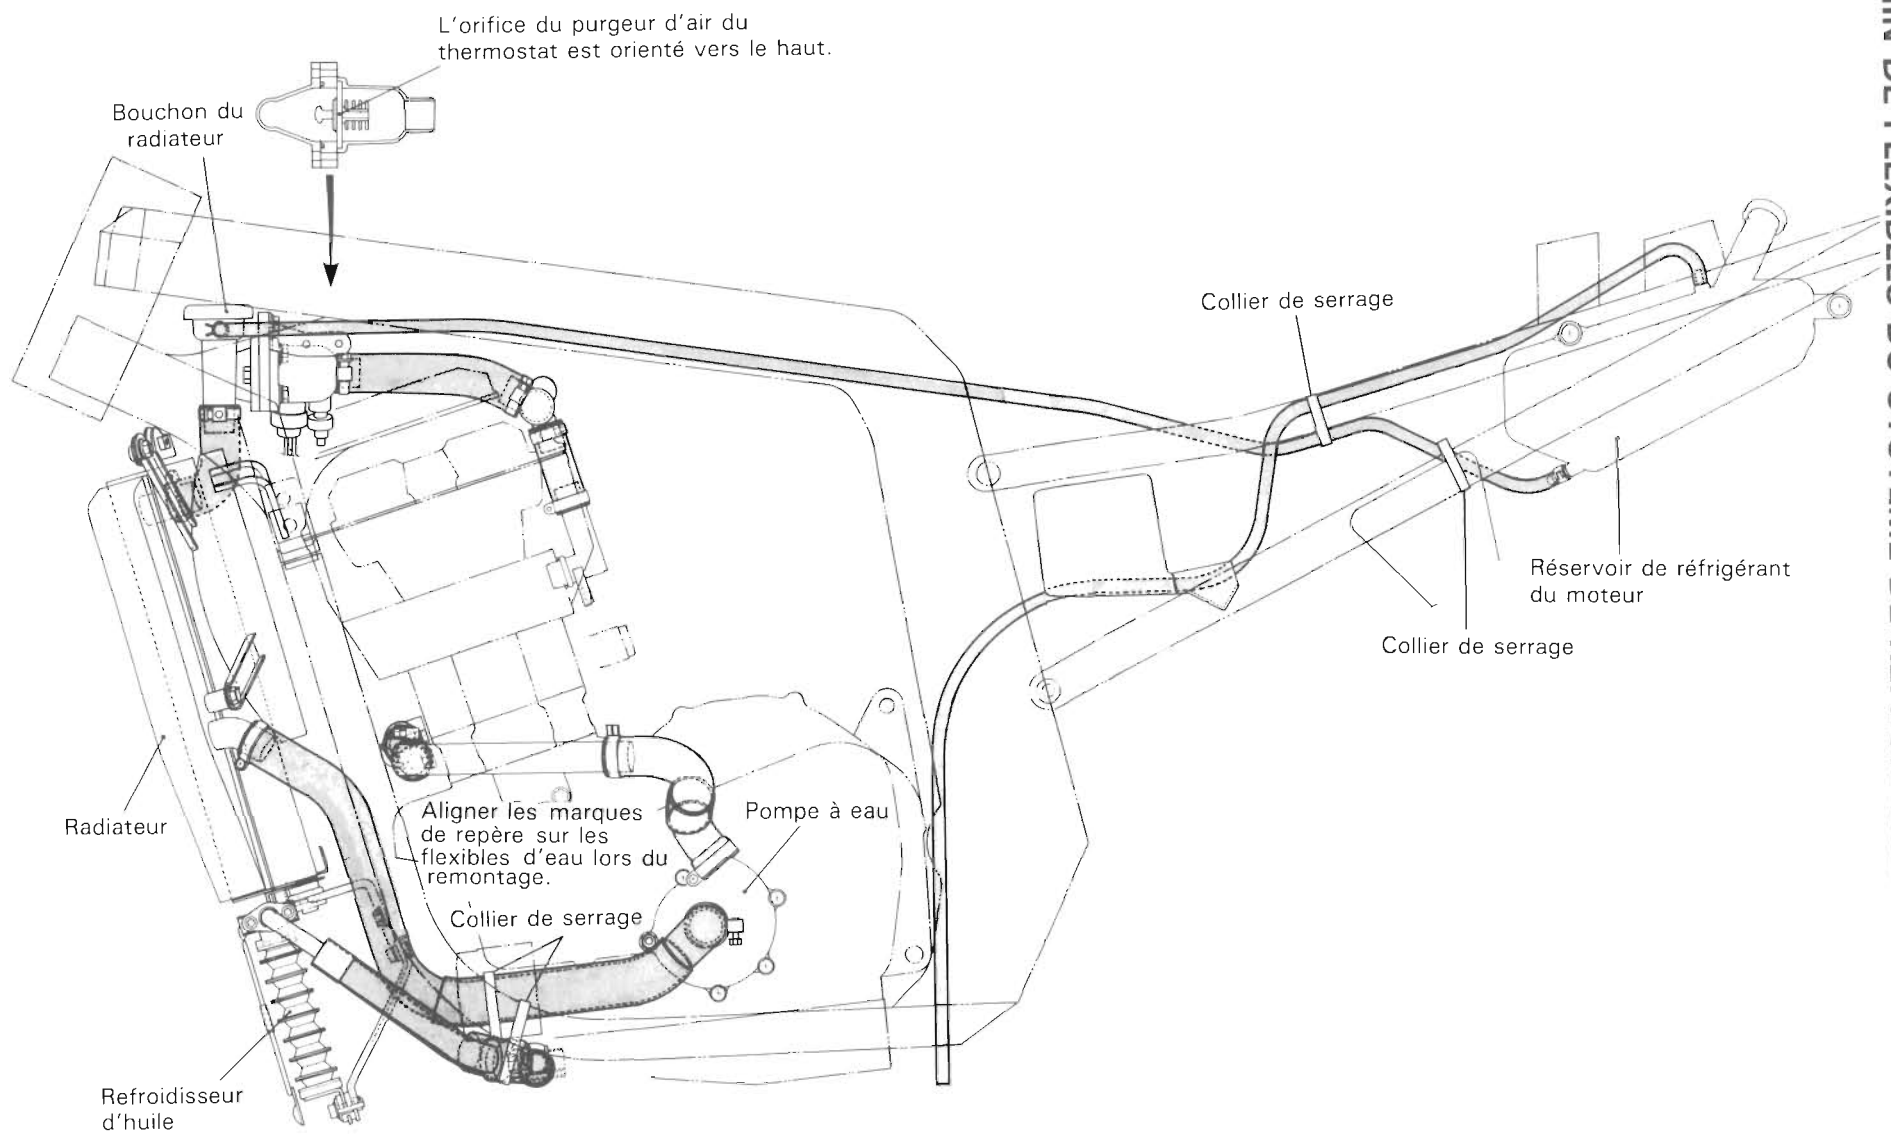 L'orifice du purgeur d'air du
thermostat est orienté vers le haut.
Bouchon du
radiateur
Collier de serrage
Réservoir de réfrigérant
du moteur
Collier de serrage
Radiateur
Aligner les marques
de repère sur les
flexibles d'eau lors du
remontage.
Pompe à eau
Collier de serrage
Refroidisseur
d'huile